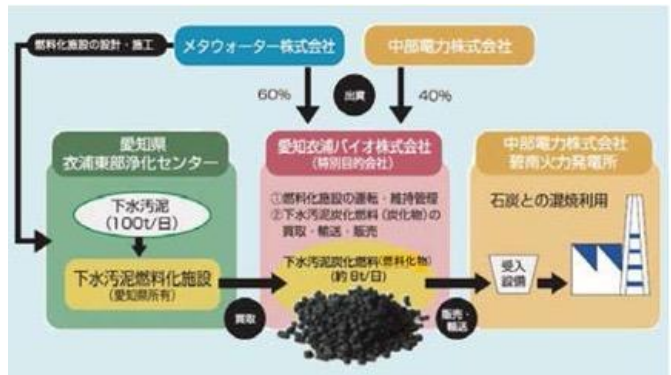 燃料化施設の設計・施工
メタウォーター株式会社
中部電力株式会社
60%
出資
40%
愛知県
衣浦東部浄化センター
下水汚泥
(100t/日)
下水汚泥燃料化施設
(愛知県所有)
買取
愛知衣浦バイオ株式会社
(特別目的会社)
①燃料化施設の運転・維持管理
②下水汚泥炭化燃料(炭化物)の
買取・輸送・販売
下水汚泥炭化燃料(燃料化物)
(約8t/日)
販売・
輸送
中部電力株式会社
碧南火力発電所
石炭との混焼利用
受入
設備